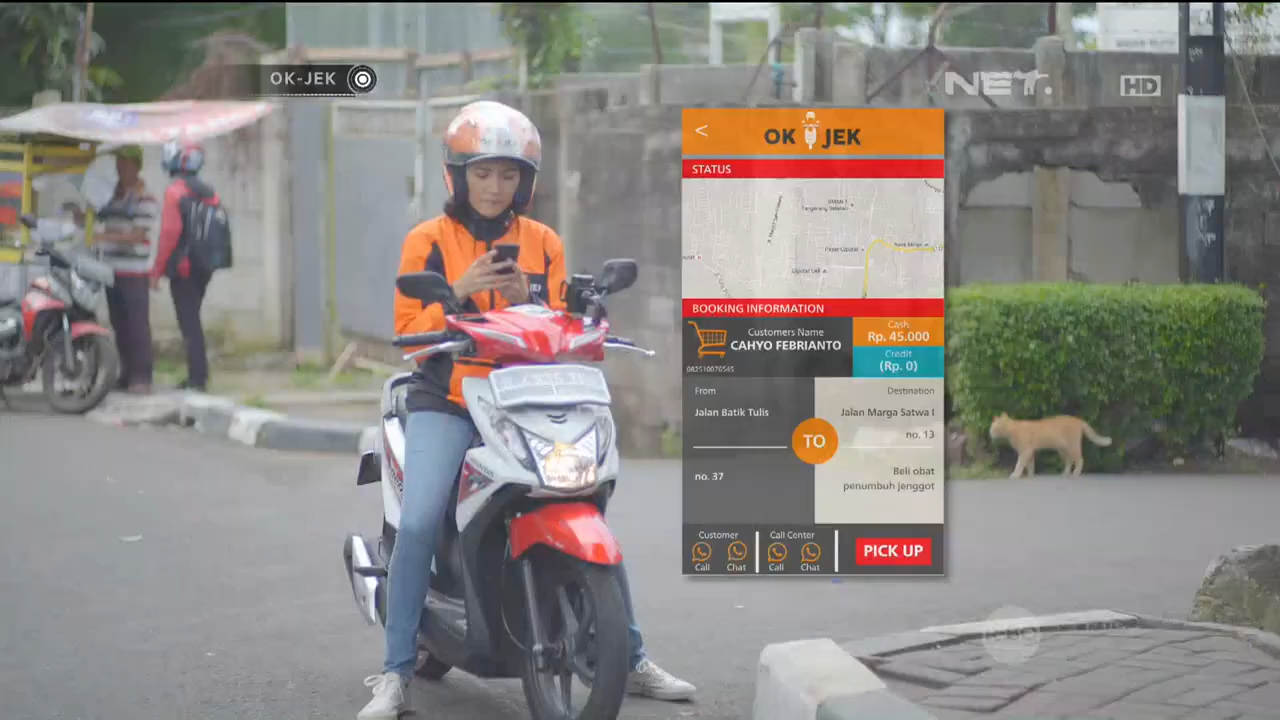 OK-JEK
NET.
HD
<
OK JEK
STATUS
BOOKING INFORMATION
Customers Name
CAHYO FEBRIANTO
082510070565
Cash
Rp. 45.000
Credit
(Rp. 0)
From
Jalan Batik Tulis
no. 37
TO
Destination
Jalan Marga Satwa I
no. 13
Beli obat
penumbuh jenggot
Customer
Call Chat
Call Center
Call Chat
PICK UP